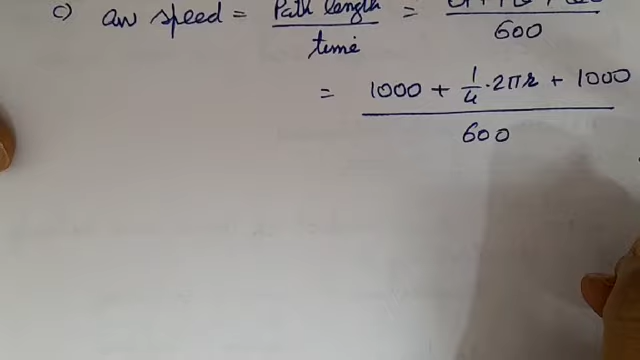 c) av speed = Path length / time = / 600
= 1000 + 1/4 · 2πr + 1000 / 600